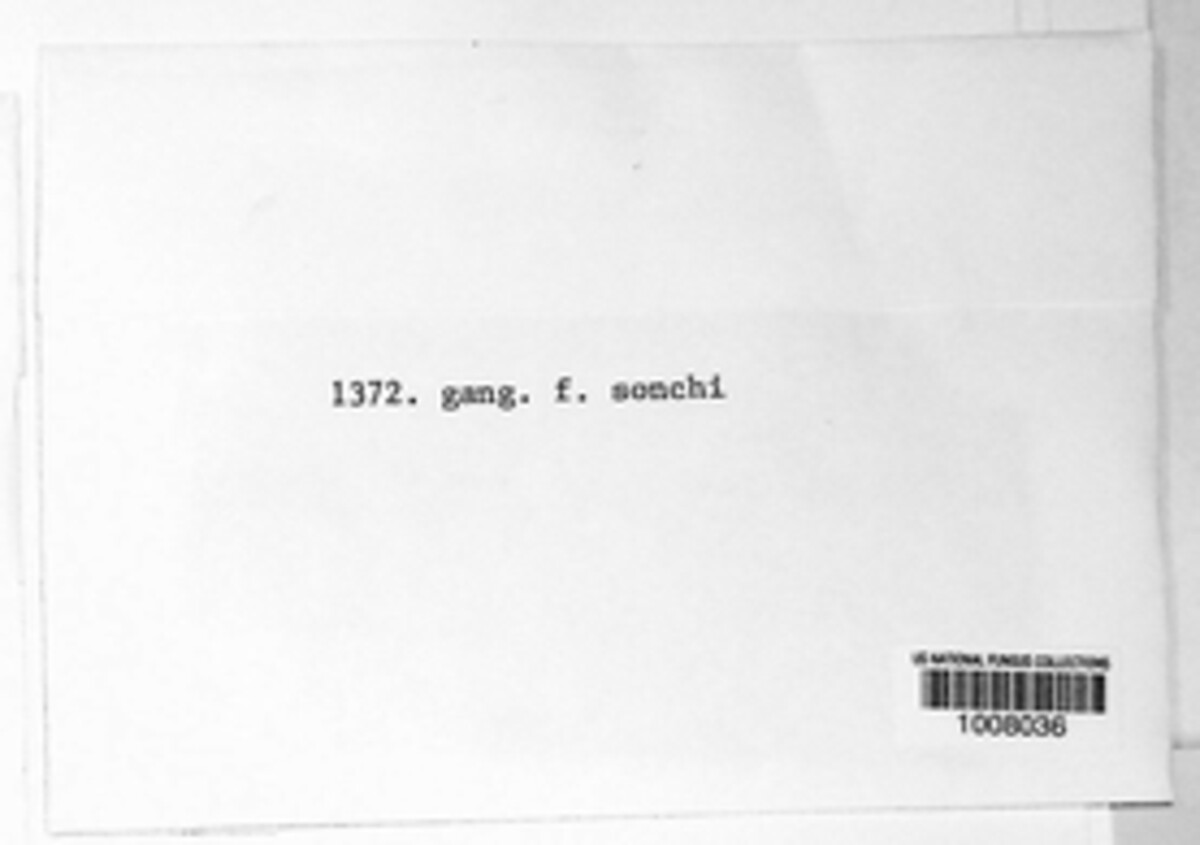 1372. gang. f. sonchi
US NATIONAL FUNGUS COLLECTIONS
1008036